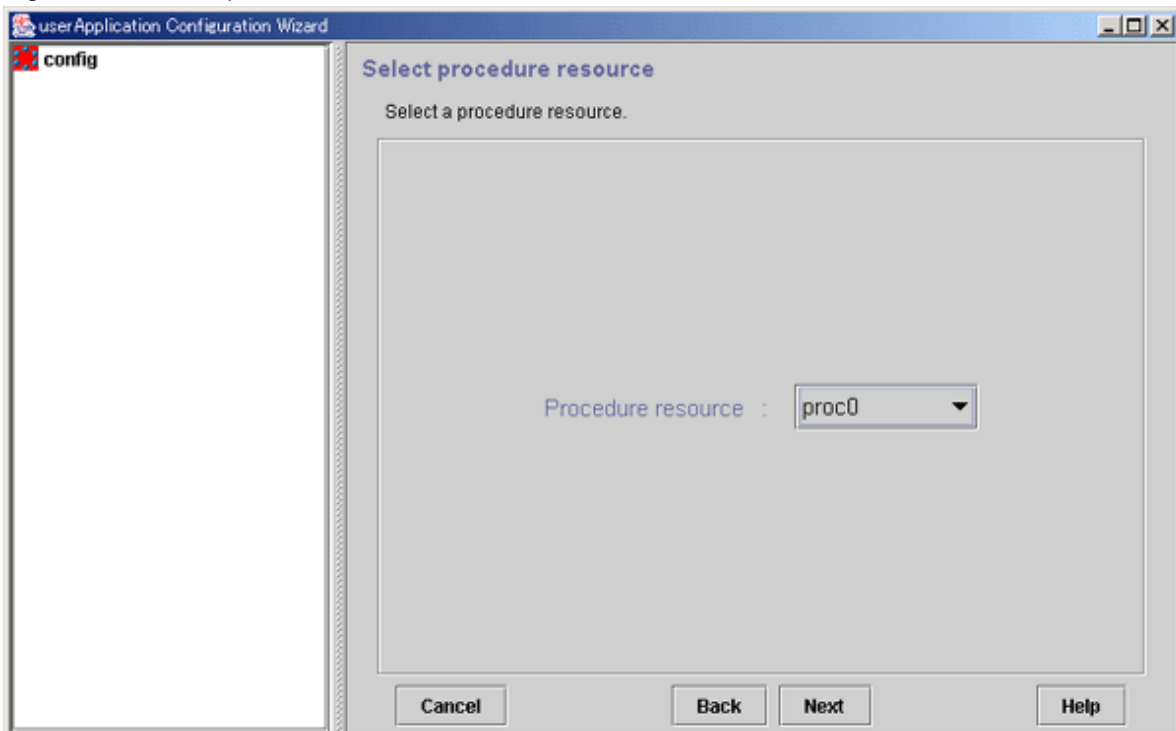 userApplication Configuration Wizard
config
Select procedure resource
Select a procedure resource.
Procedure resource : proc0
Cancel Back Next Help